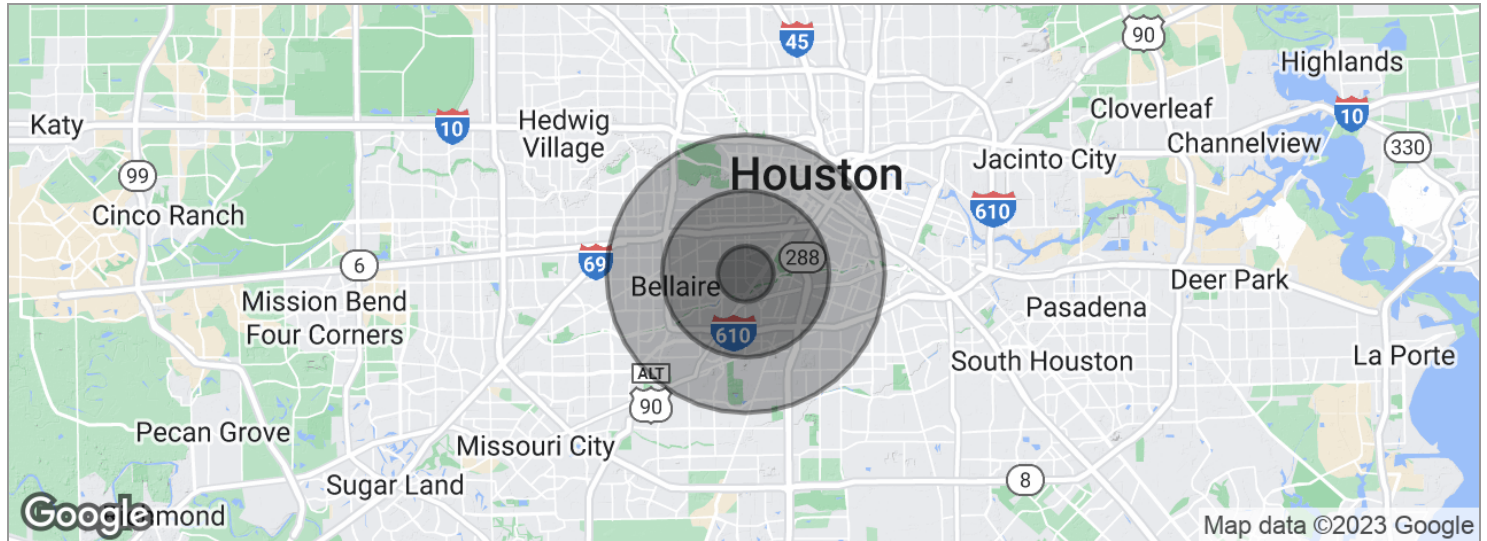 90
45
Highlands
Katy
10
Hedwig
Village
Cloverleaf
10
Channelview
330
Jacinto City
Houston
99
Cinco Ranch
610
6
69
288
Bellaire
Deer Park
Mission Bend
Four Corners
Pasadena
610
South Houston
La Porte
ALT
90
Pecan Grove
Missouri City
Sugar Land
8
Google
Map data ©2023 Google